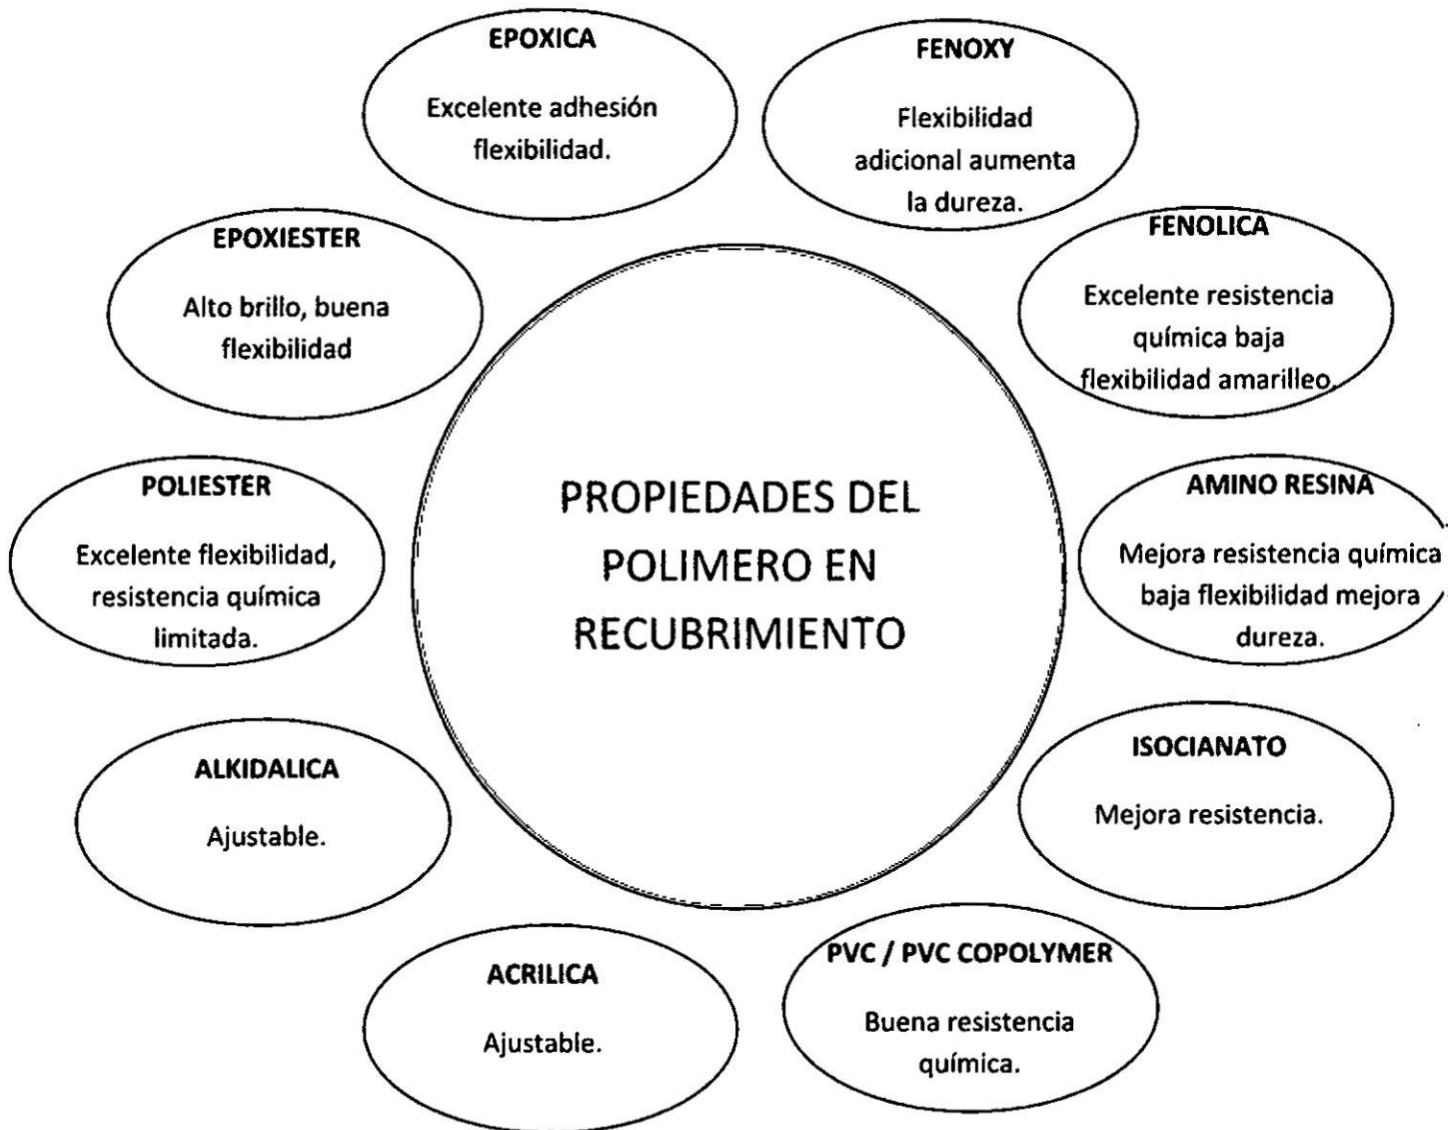 EPOXICA
Excelente adhesión
flexibilidad.
FENOXY
Flexibilidad
adicional aumenta
la dureza.
EPOXIESTER
Alto brillo, buena
flexibilidad
FENOLICA
Excelente resistencia
química baja
flexibilidad amarilleo.
POLIESTER
Excelente flexibilidad,
resistencia química
limitada.
PROPIEDADES DEL
POLIMERO EN
RECUBRIMIENTO
AMINO RESINA
Mejora resistencia química
baja flexibilidad mejora
dureza.
ALKIDALICA
Ajustable.
ISOCIANATO
Mejora resistencia.
ACRILICA
Ajustable.
PVC / PVC COPOLYMER
Buena resistencia
química.